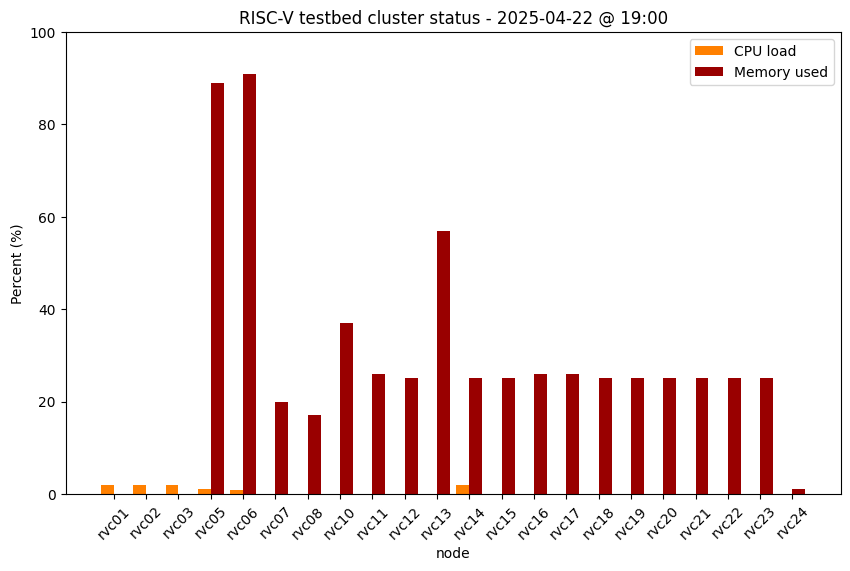 RISC-V testbed cluster status - 2025-04-22 @ 19:00
CPU load
Memory used
Percent (%)
100
80
60
40
20
0
rvc01
rvc02
rvc03
rvc05
rvc06
rvc07
rvc08
rvc10
rvc11
rvc12
rvc13
rvc14
rvc15
rvc16
rvc17
rvc18
rvc19
rvc20
rvc21
rvc22
rvc23
rvc24
node